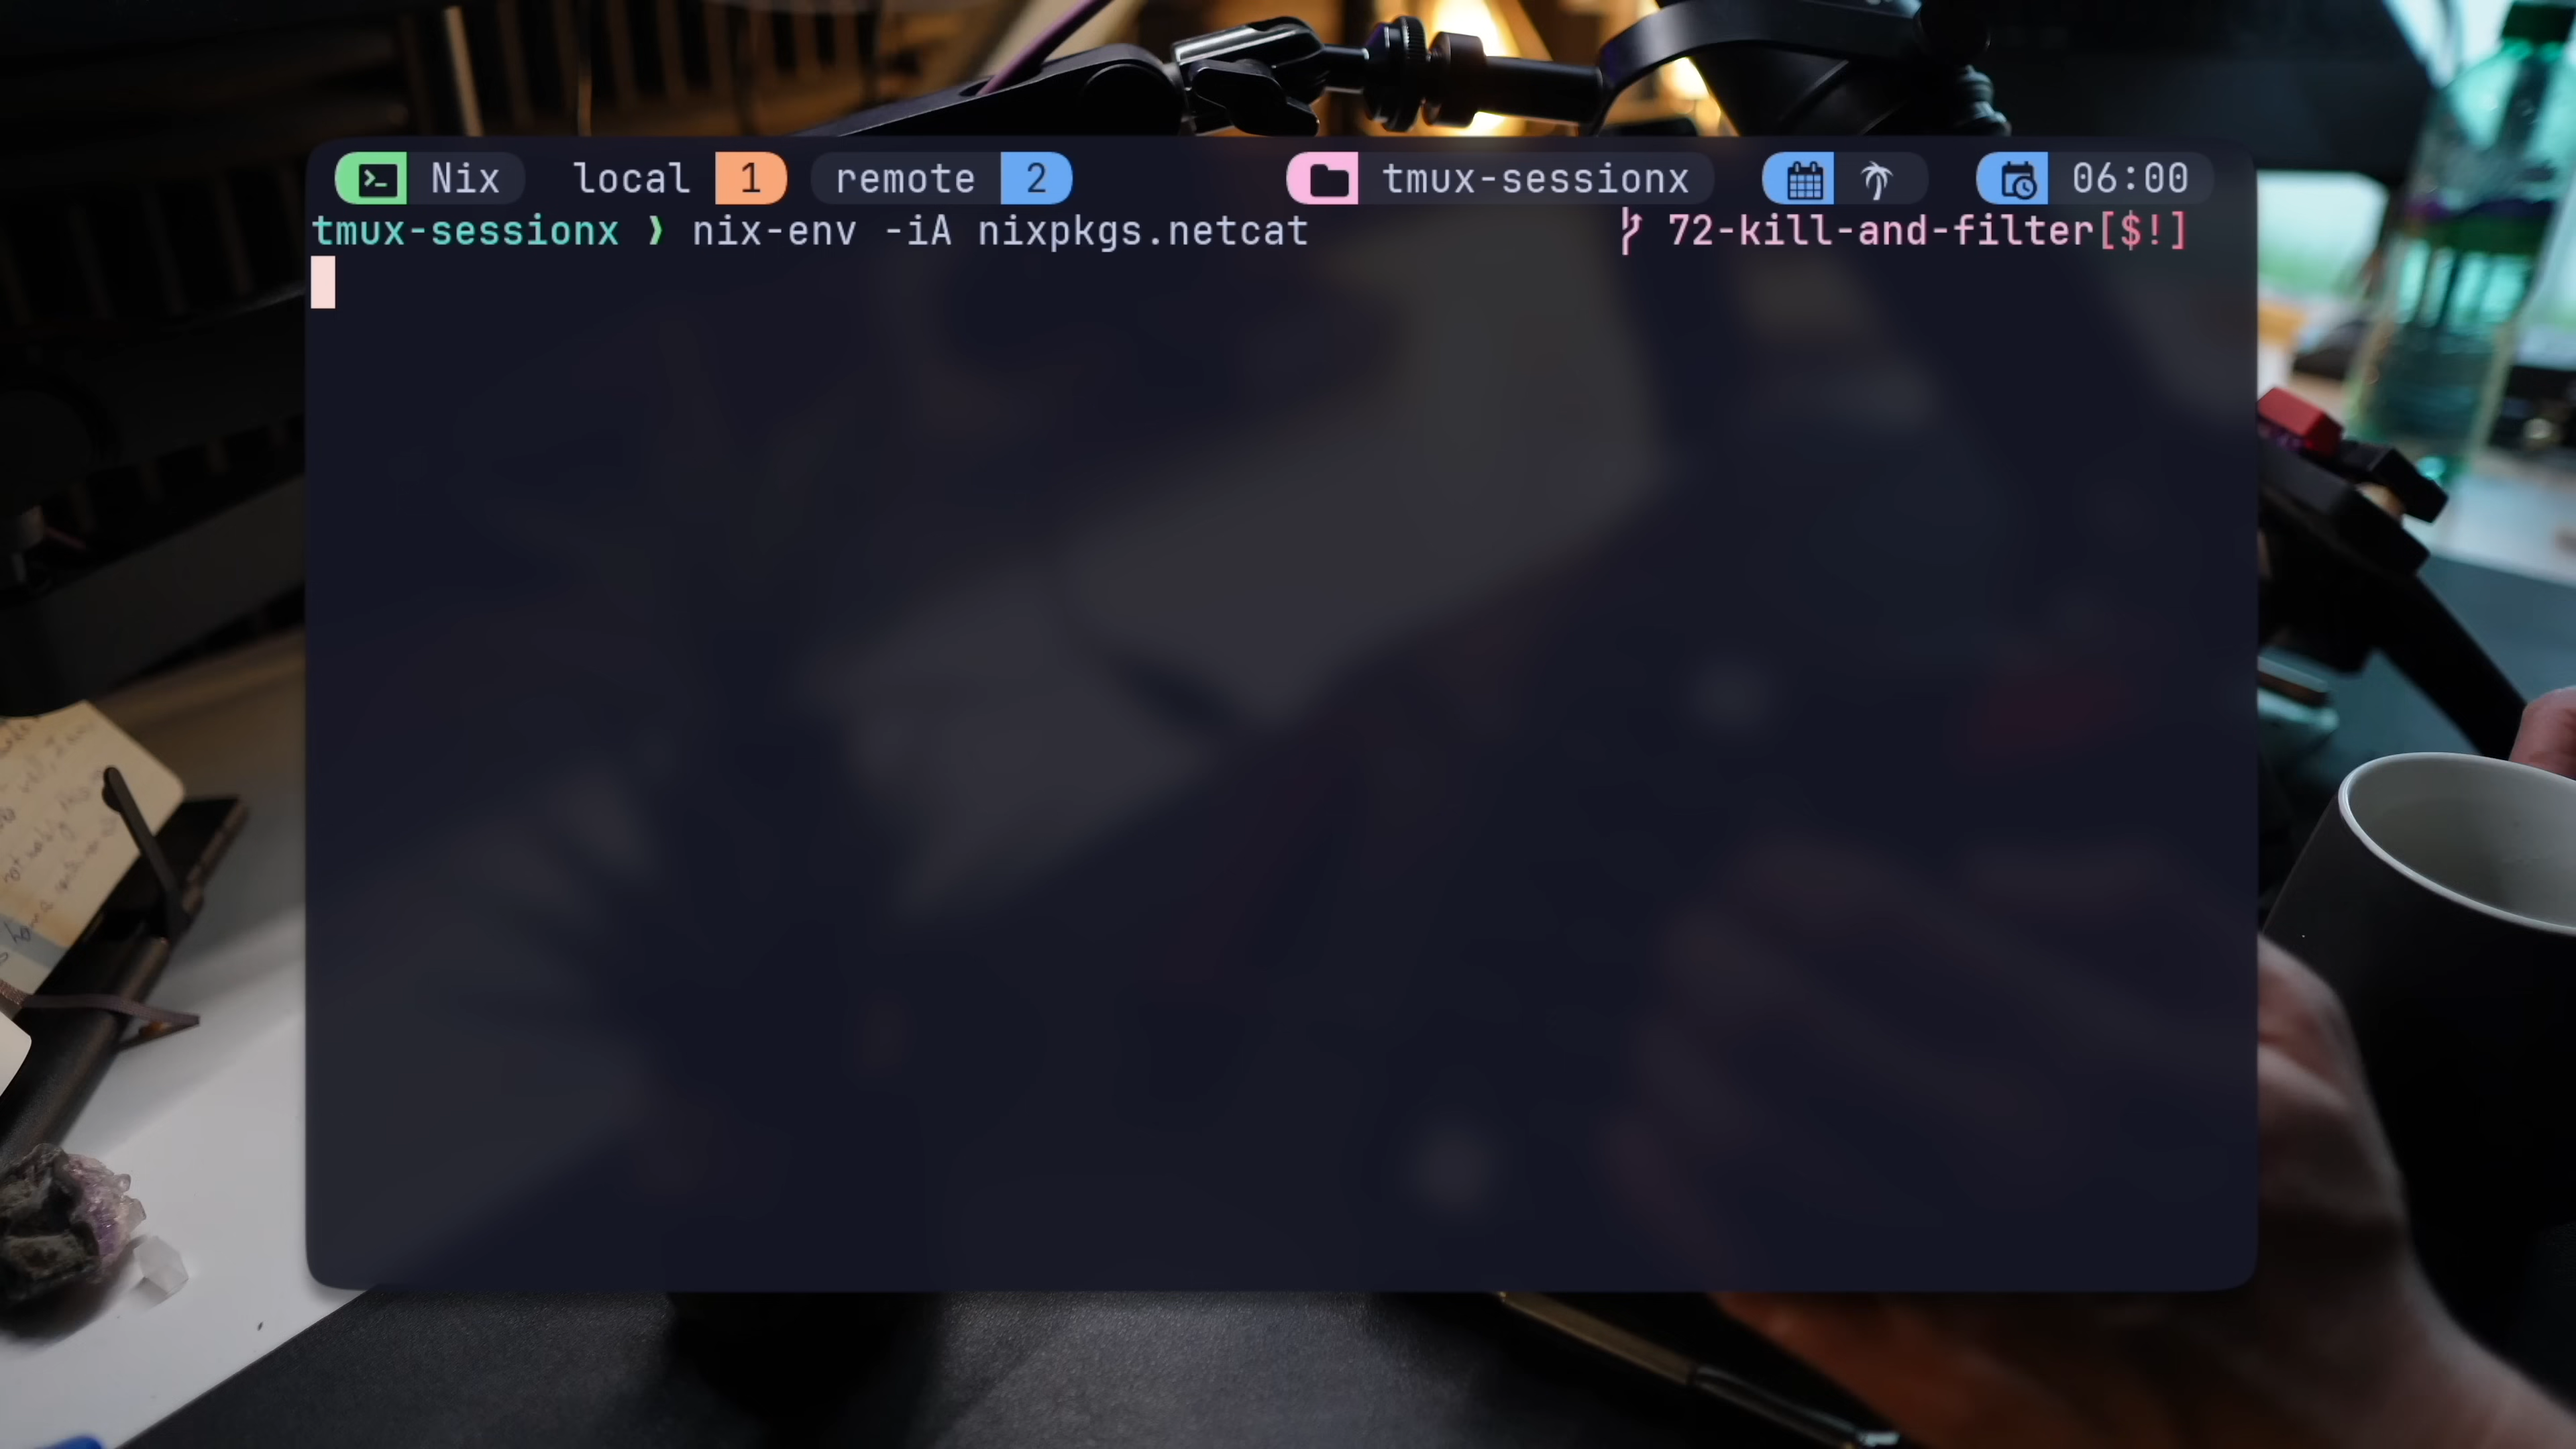 Nix local 1 remote 2 tmux-sessionx 06:00
tmux-sessionx ❯ nix-env -iA nixpkgs.netcat 72-kill-and-filter[$!]